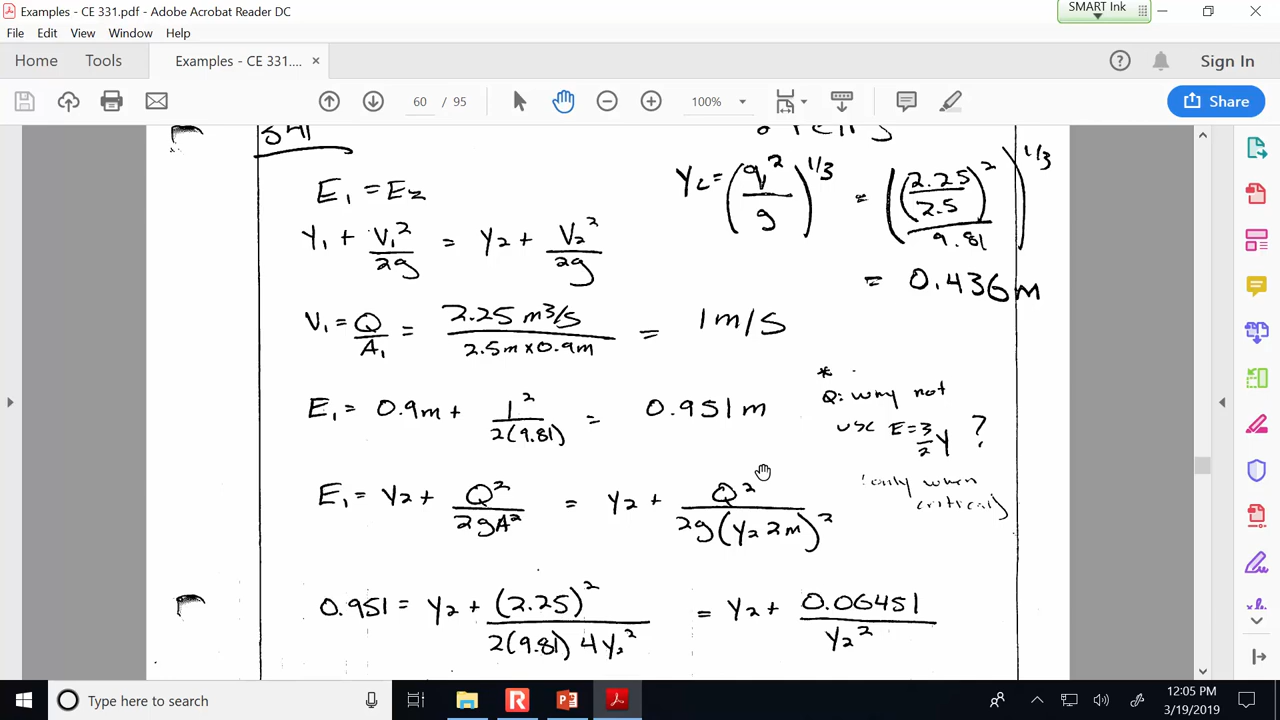 Examples - CE 331.pdf - Adobe Acrobat Reader DC
SMART Ink
File Edit View Window Help
Home Tools Examples - CE 331.... ×
Sign In
60 / 95
100%
Share
E₁ = E₂
y₁ + V₁²/2g = y₂ + V₂²/2g
yc = (q²/g)^1/3 = ((2.25/2.5)²/9.81)^1/3
= 0.436m
V₁ = Q/A₁ = 2.25 m³/s / 2.5m x 0.9m = 1m/s
E₁ = 0.9m + 1²/2(9.81) = 0.951m
*
Q: why not
use E = 3/2 y ?
!only when
critical)
E₁ = y₂ + Q²/2gA² = y₂ + Q²/2g(y₂ 2m)²
0.951 = y₂ + (2.25)²/2(9.81) 4y₂² = y₂ + 0.06451/y₂²
Type here to search
12:05 PM
3/19/2019